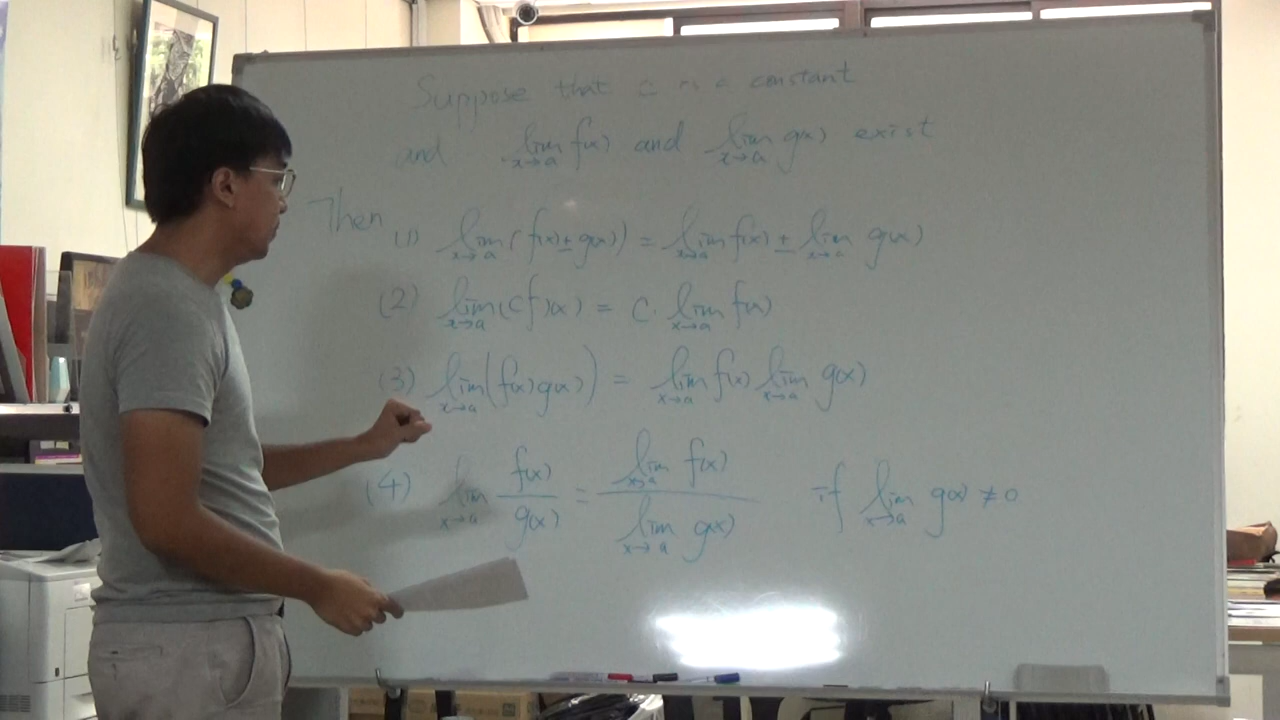 Suppose that c is a constant
and lim x→a f(x) and lim x→a g(x) exist
Then
(1) lim x→a (f(x) ± g(x)) = lim x→a f(x) ± lim x→a g(x)
(2) lim x→a (cf)(x) = c · lim x→a f(x)
(3) lim x→a (f(x)g(x)) = lim x→a f(x) lim x→a g(x)
(4) lim x→a f(x)/g(x) = lim x→a f(x) / lim x→a g(x) if lim x→a g(x) ≠ 0